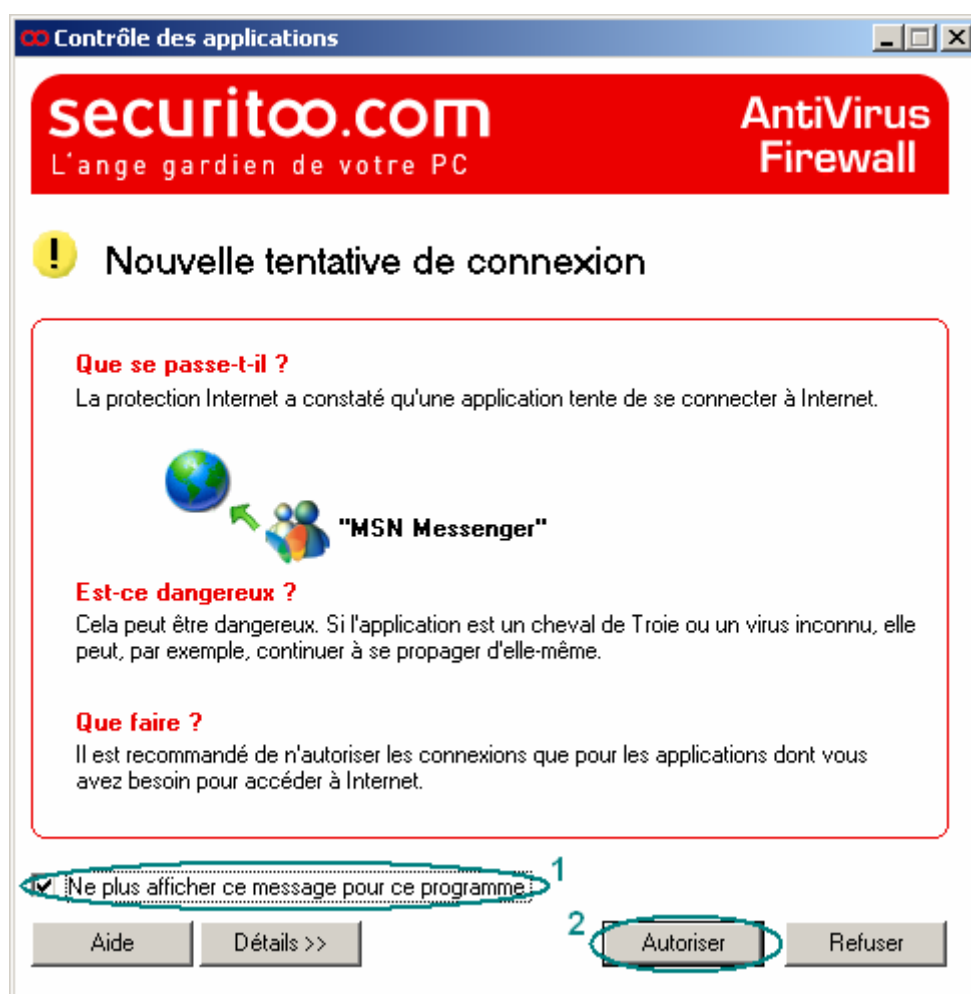 Contrôle des applications
securitoo.com
L'ange gardien de votre PC
AntiVirus
Firewall
! Nouvelle tentative de connexion
Que se passe-t-il ?
La protection Internet a constaté qu'une application tente de se connecter à Internet.
"MSN Messenger"
Est-ce dangereux ?
Cela peut être dangereux. Si l'application est un cheval de Troie ou un virus inconnu, elle
peut, par exemple, continuer à se propager d'elle-même.
Que faire ?
Il est recommandé de n'autoriser les connexions que pour les applications dont vous
avez besoin pour accéder à Internet.
Ne plus afficher ce message pour ce programme 1
Aide Détails >> 2 Autoriser Refuser